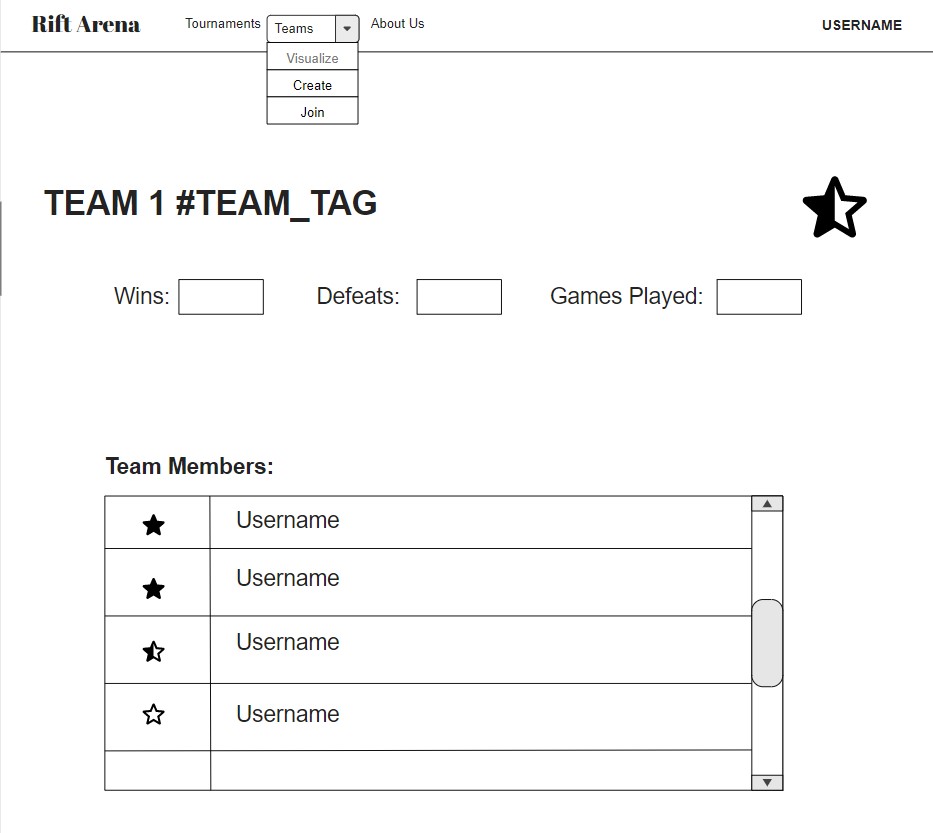 Rift Arena
Tournaments
Teams
About Us
USERNAME
Visualize
Create
Join
TEAM 1 #TEAM_TAG
Wins:
Defeats:
Games Played:
Team Members:
Username
Username
Username
Username